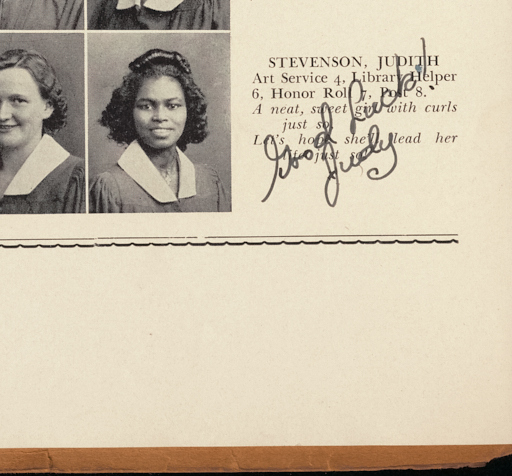 STEVENSON, JUDITH
Art Service 4, Library Helper
6, Honor Roll 7, Post 8.
A neat, sweet girl with curls
just so,
Let's hope she'll lead her
life just so.
Good Luck!
Judy